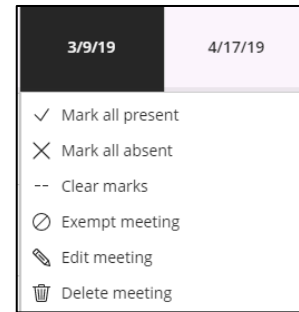 3/9/19 4/17/19
Mark all present
Mark all absent
-- Clear marks
Exempt meeting
Edit meeting
Delete meeting